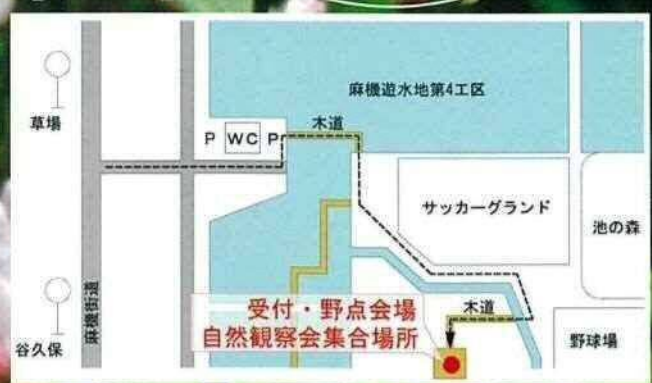 麻機遊水地第4工区
草場
P WC P
木道
サッカーグランド
池の森
麻機街道
受付・野点会場
自然観察会集合場所
木道
谷久保
野球場